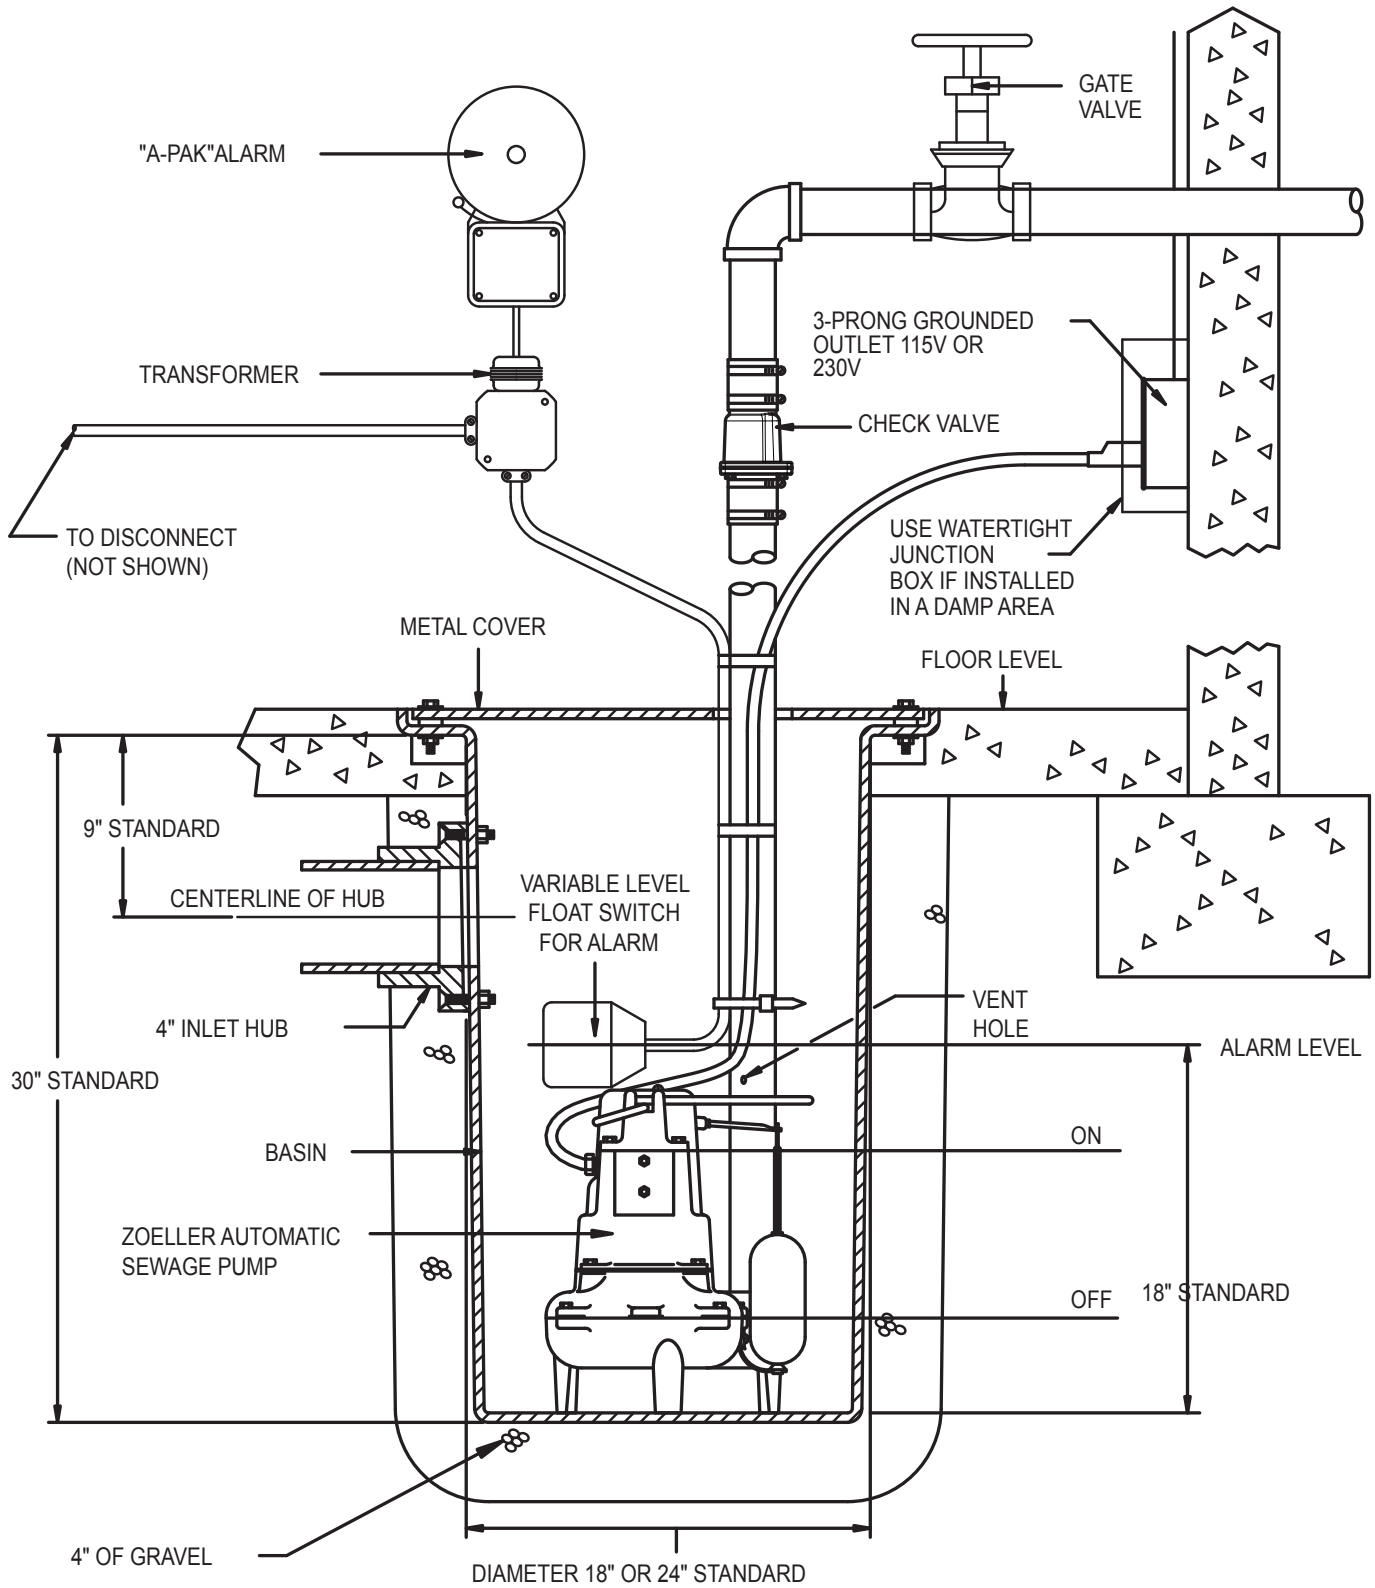 GATE
VALVE
"A-PAK"ALARM
3-PRONG GROUNDED
OUTLET 115V OR
230V
TRANSFORMER
CHECK VALVE
TO DISCONNECT
(NOT SHOWN)
USE WATERTIGHT
JUNCTION
BOX IF INSTALLED
IN A DAMP AREA
METAL COVER
FLOOR LEVEL
9" STANDARD
CENTERLINE OF HUB
VARIABLE LEVEL
FLOAT SWITCH
FOR ALARM
4" INLET HUB
VENT
HOLE
ALARM LEVEL
30" STANDARD
BASIN
ON
ZOELLER AUTOMATIC
SEWAGE PUMP
OFF
18" STANDARD
4" OF GRAVEL
DIAMETER 18" OR 24" STANDARD